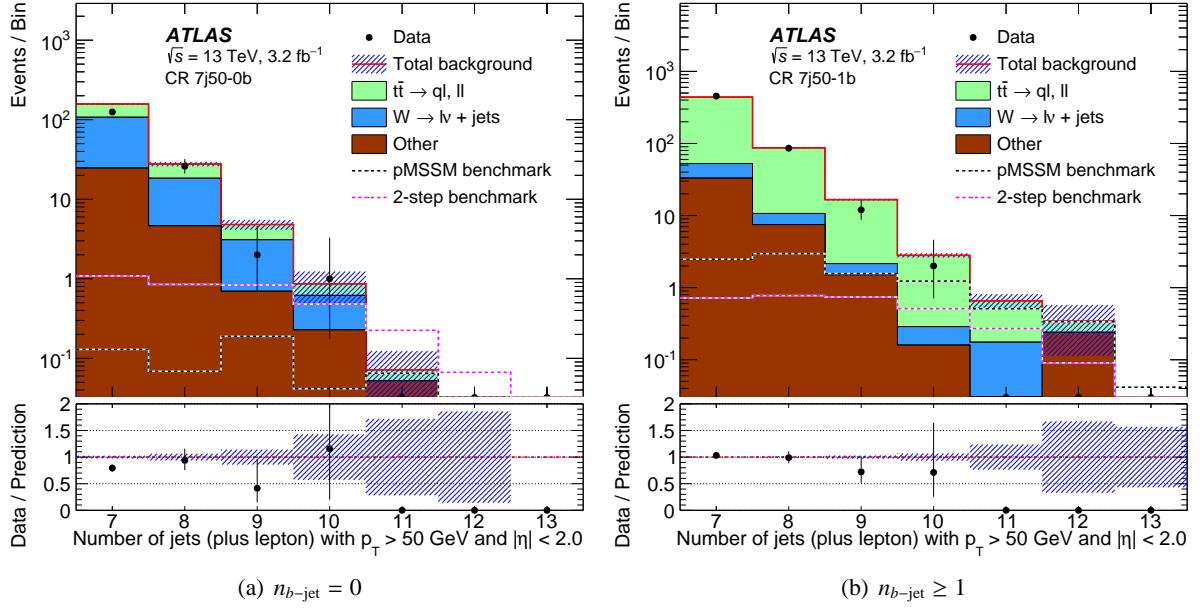 Events / Bin
10³
10²
10
1
10⁻¹
ATLAS
√s = 13 TeV, 3.2 fb⁻¹
CR 7j50-0b
Data
Total background
tt̄ → ql, ll
W → lν + jets
Other
pMSSM benchmark
2-step benchmark
Data / Prediction
2
1.5
1
0.5
0
7 8 9 10 11 12 13
Number of jets (plus lepton) with p_T > 50 GeV and |η| < 2.0
(a) n_{b−jet} = 0
Events / Bin
10³
10²
10
1
10⁻¹
ATLAS
√s = 13 TeV, 3.2 fb⁻¹
CR 7j50-1b
Data
Total background
tt̄ → ql, ll
W → lν + jets
Other
pMSSM benchmark
2-step benchmark
Data / Prediction
2
1.5
1
0.5
0
7 8 9 10 11 12 13
Number of jets (plus lepton) with p_T > 50 GeV and |η| < 2.0
(b) n_{b−jet} ≥ 1